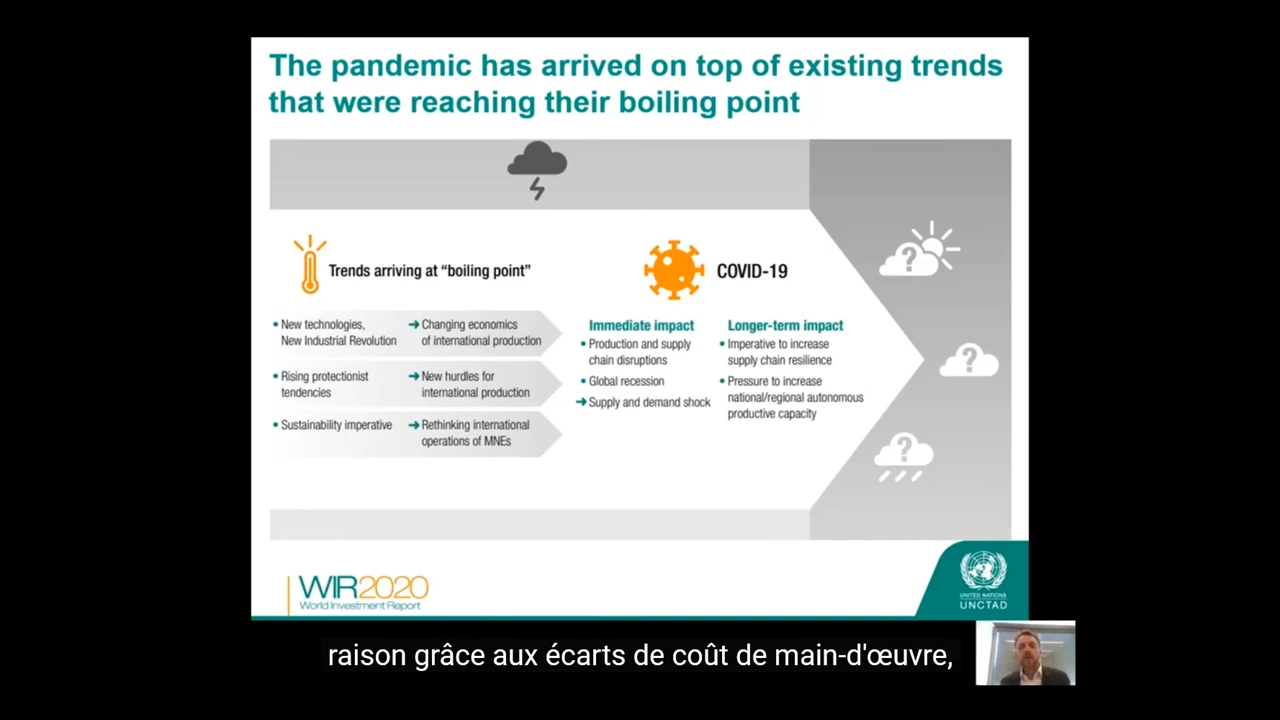 The pandemic has arrived on top of existing trends
that were reaching their boiling point
Trends arriving at “boiling point”
• New technologies,
New Industrial Revolution
➔ Changing economics
of international production
• Rising protectionist
tendencies
➔ New hurdles for
international production
• Sustainability imperative
➔ Rethinking international
operations of MNEs
COVID-19
Immediate impact
• Production and supply
chain disruptions
• Global recession
➔ Supply and demand shock
Longer-term impact
• Imperative to increase
supply chain resilience
• Pressure to increase
national/regional autonomous
productive capacity
?
?
?
WIR2020
World Investment Report
UNITED NATIONS
UNCTAD
raison grâce aux écarts de coût de main-d'œuvre,